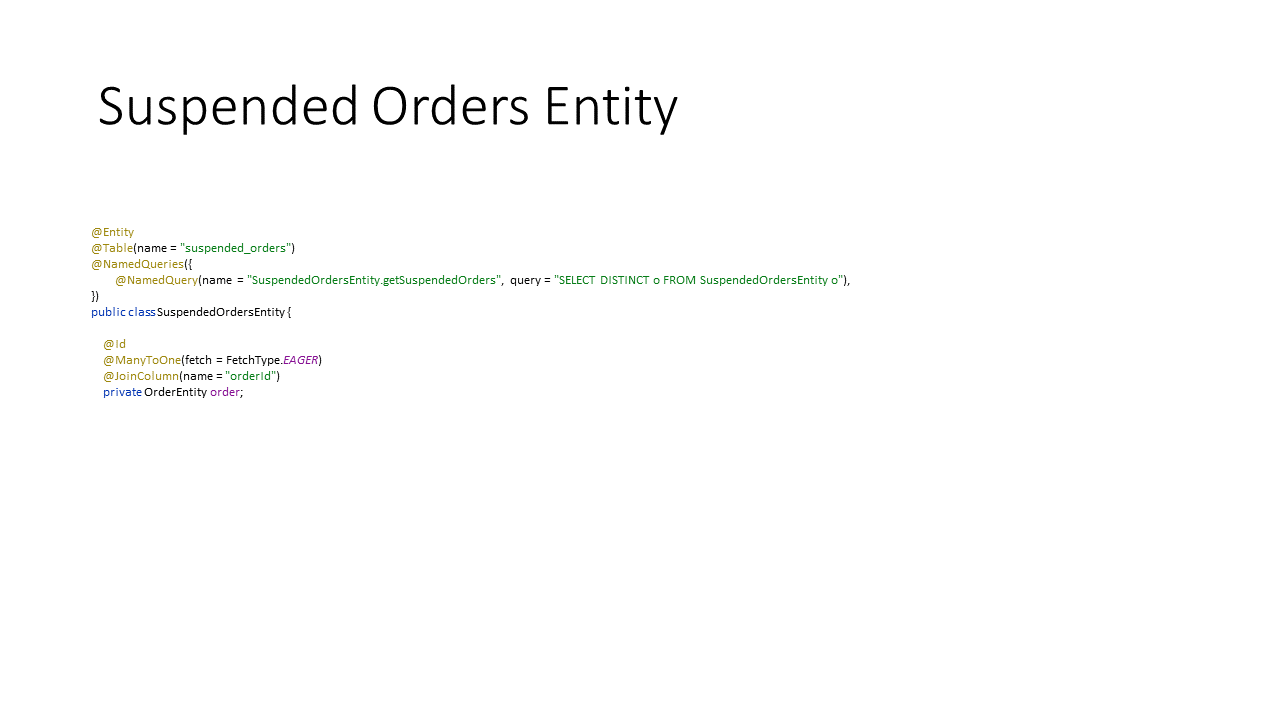 Suspended Orders Entity
@Entity
@Table(name = "suspended_orders")
@NamedQueries({
@NamedQuery(name = "SuspendedOrdersEntity.getSuspendedOrders", query = "SELECT DISTINCT o FROM SuspendedOrdersEntity o"),
})
public class SuspendedOrdersEntity {
@Id
@ManyToOne(fetch = FetchType.EAGER)
@JoinColumn(name = "orderId")
private OrderEntity order;